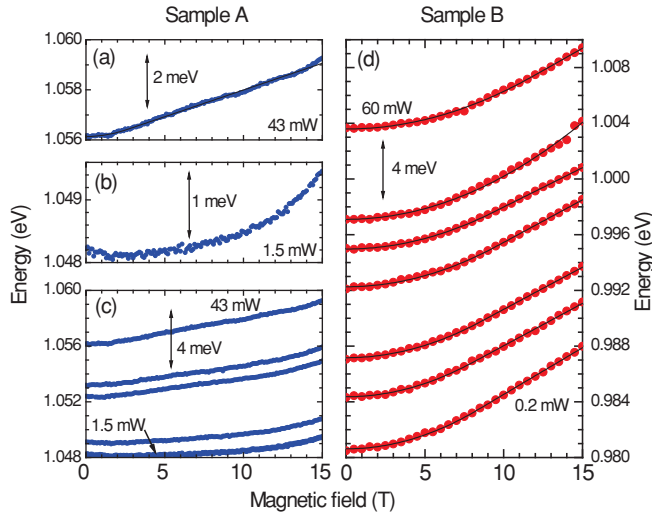 Sample A
Sample B
(a)
2 meV
43 mW
1.060
1.058
1.056
(b)
1 meV
1.5 mW
1.049
1.048
(c)
43 mW
4 meV
1.5 mW
1.060
1.056
1.052
1.048
0
5
10
15
Energy (eV)
(d)
60 mW
4 meV
0.2 mW
0
5
10
15
1.008
1.004
1.000
0.996
0.992
0.988
0.984
0.980
Energy (eV)
Magnetic field (T)